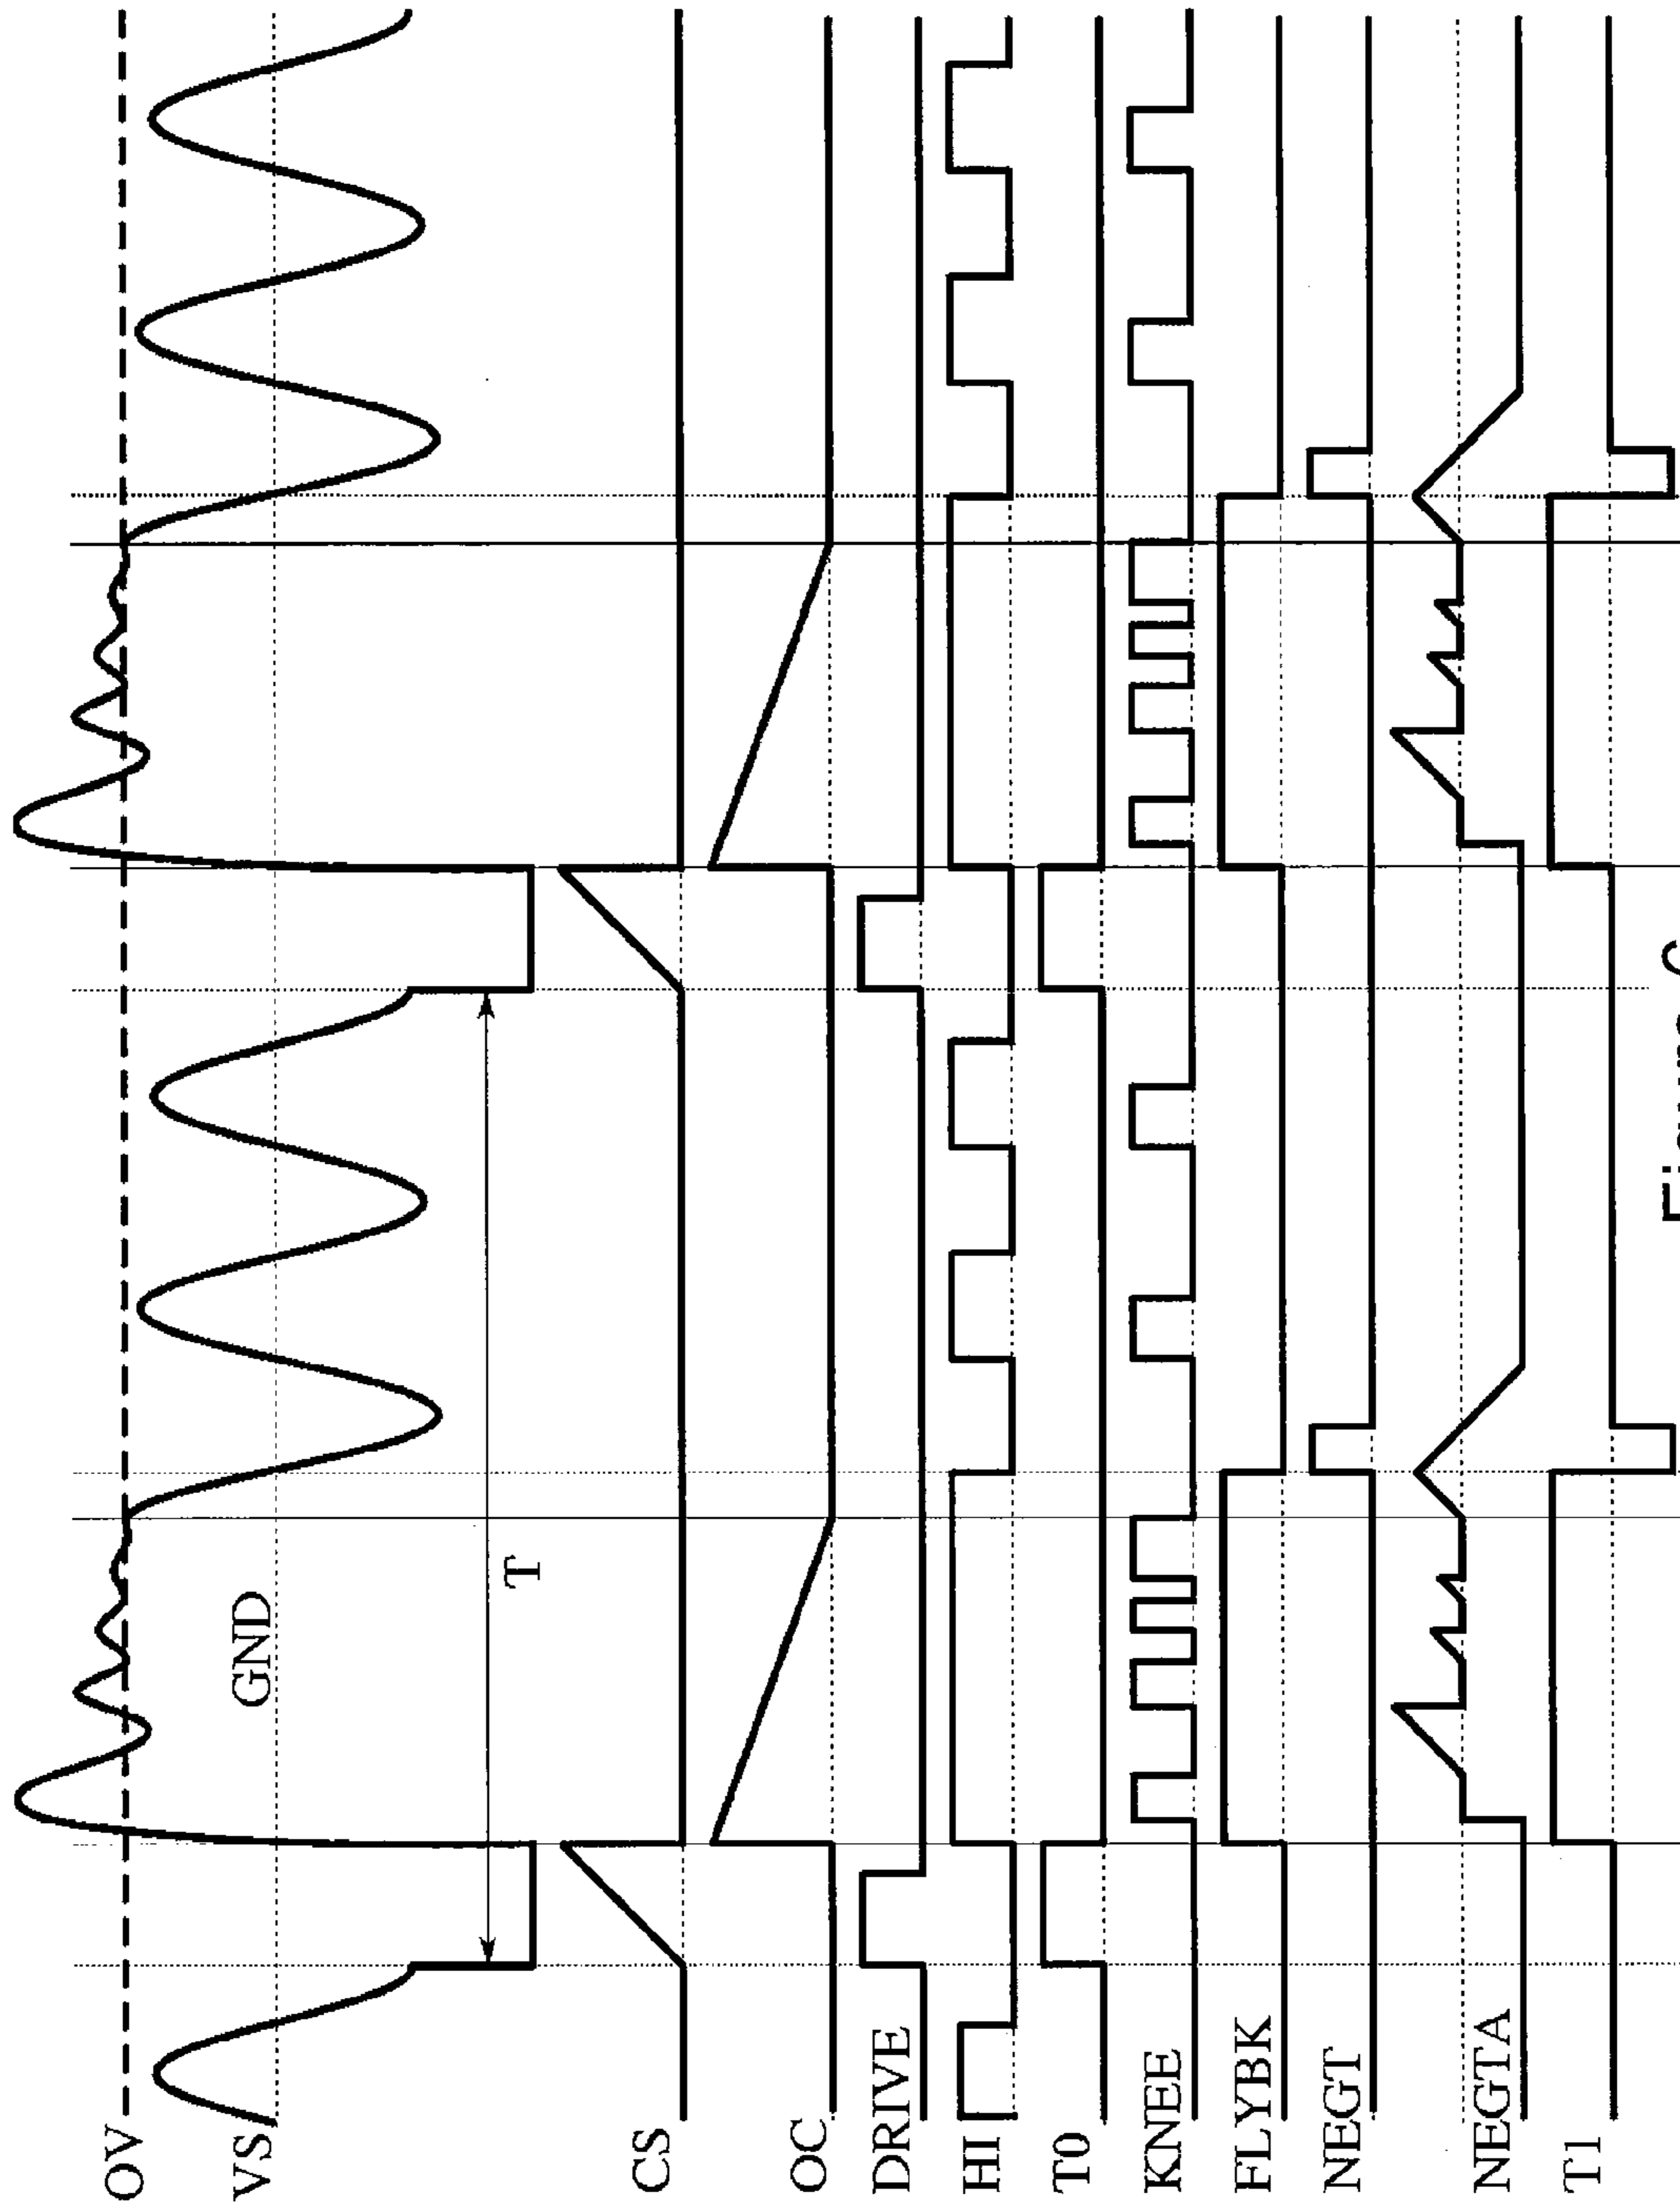 OV
VS
GND
T
CS
OC
DRIVE
HI
T0
KNEE
FLYBK
NEGT
NEGTA
T1